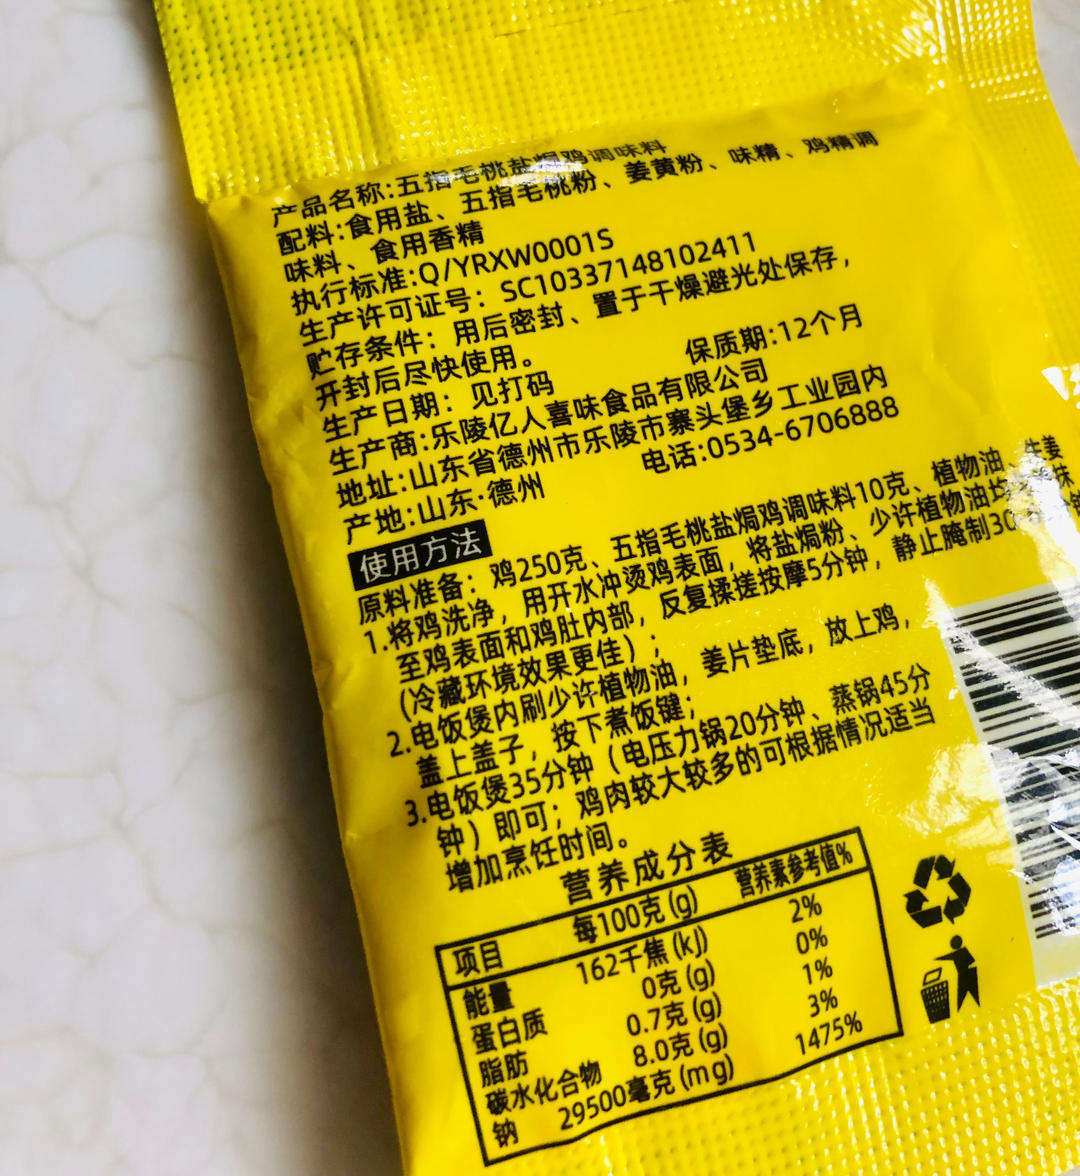 产品名称:五指毛桃盐焗鸡调味料
配料:食用盐、五指毛桃粉、姜黄粉、味精、鸡精调
味料、食用香精
执行标准:Q/YRXW0001S
生产许可证号：SC10337148102411
贮存条件：用后密封、置于干燥避光处保存，
开封后尽快使用。
生产日期：见打码 保质期:12个月
生产商:乐陵亿人喜味食品有限公司
地址:山东省德州市乐陵市寨头堡乡工业园内
产地:山东·德州 电话:0534-6706888
使用方法
原料准备：鸡250克、五指毛桃盐焗鸡调味料10克、植物油、生姜
1.将鸡洗净，用开水冲烫鸡表面，将盐焗粉、少许植物油均 抹
至鸡表面和鸡肚内部，反复揉搓按摩5分钟，静止腌制30
(冷藏环境效果更佳)；
2.电饭煲内刷少许植物油，姜片垫底，放上鸡，
盖上盖子，按下煮饭键；
3.电饭煲35分钟（电压力锅20分钟、蒸锅45分
钟）即可；鸡肉较大较多的可根据情况适当
增加烹饪时间。
营养成分表
项目 每100克(g) 营养素参考值%
能量 162千焦(kJ) 2%
蛋白质 0克(g) 0%
脂肪 0.7克(g) 1%
碳水化合物 8.0克(g) 3%
钠 29500毫克(mg) 1475%